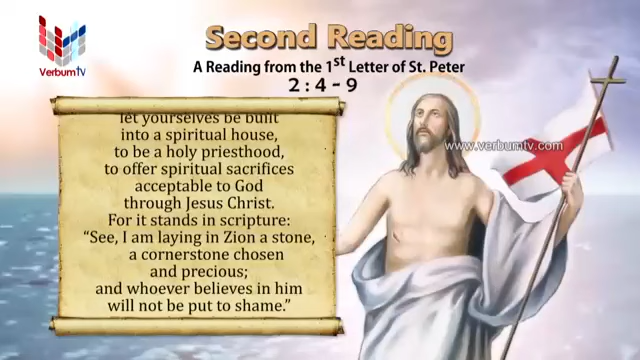 VerbumTV
Second Reading
A Reading from the 1st Letter of St. Peter
2 : 4 - 9
www.verbumtv.com
let yourselves be built
into a spiritual house,
to be a holy priesthood,
to offer spiritual sacrifices
acceptable to God
through Jesus Christ.
For it stands in scripture:
“See, I am laying in Zion a stone,
a cornerstone chosen
and precious;
and whoever believes in him
will not be put to shame.”